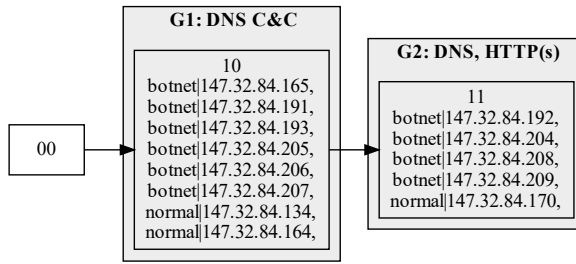 00
G1: DNS C&C
10
botnet|147.32.84.165,
botnet|147.32.84.191,
botnet|147.32.84.193,
botnet|147.32.84.205,
botnet|147.32.84.206,
botnet|147.32.84.207,
normal|147.32.84.134,
normal|147.32.84.164,
G2: DNS, HTTP(s)
11
botnet|147.32.84.192,
botnet|147.32.84.204,
botnet|147.32.84.208,
botnet|147.32.84.209,
normal|147.32.84.170,